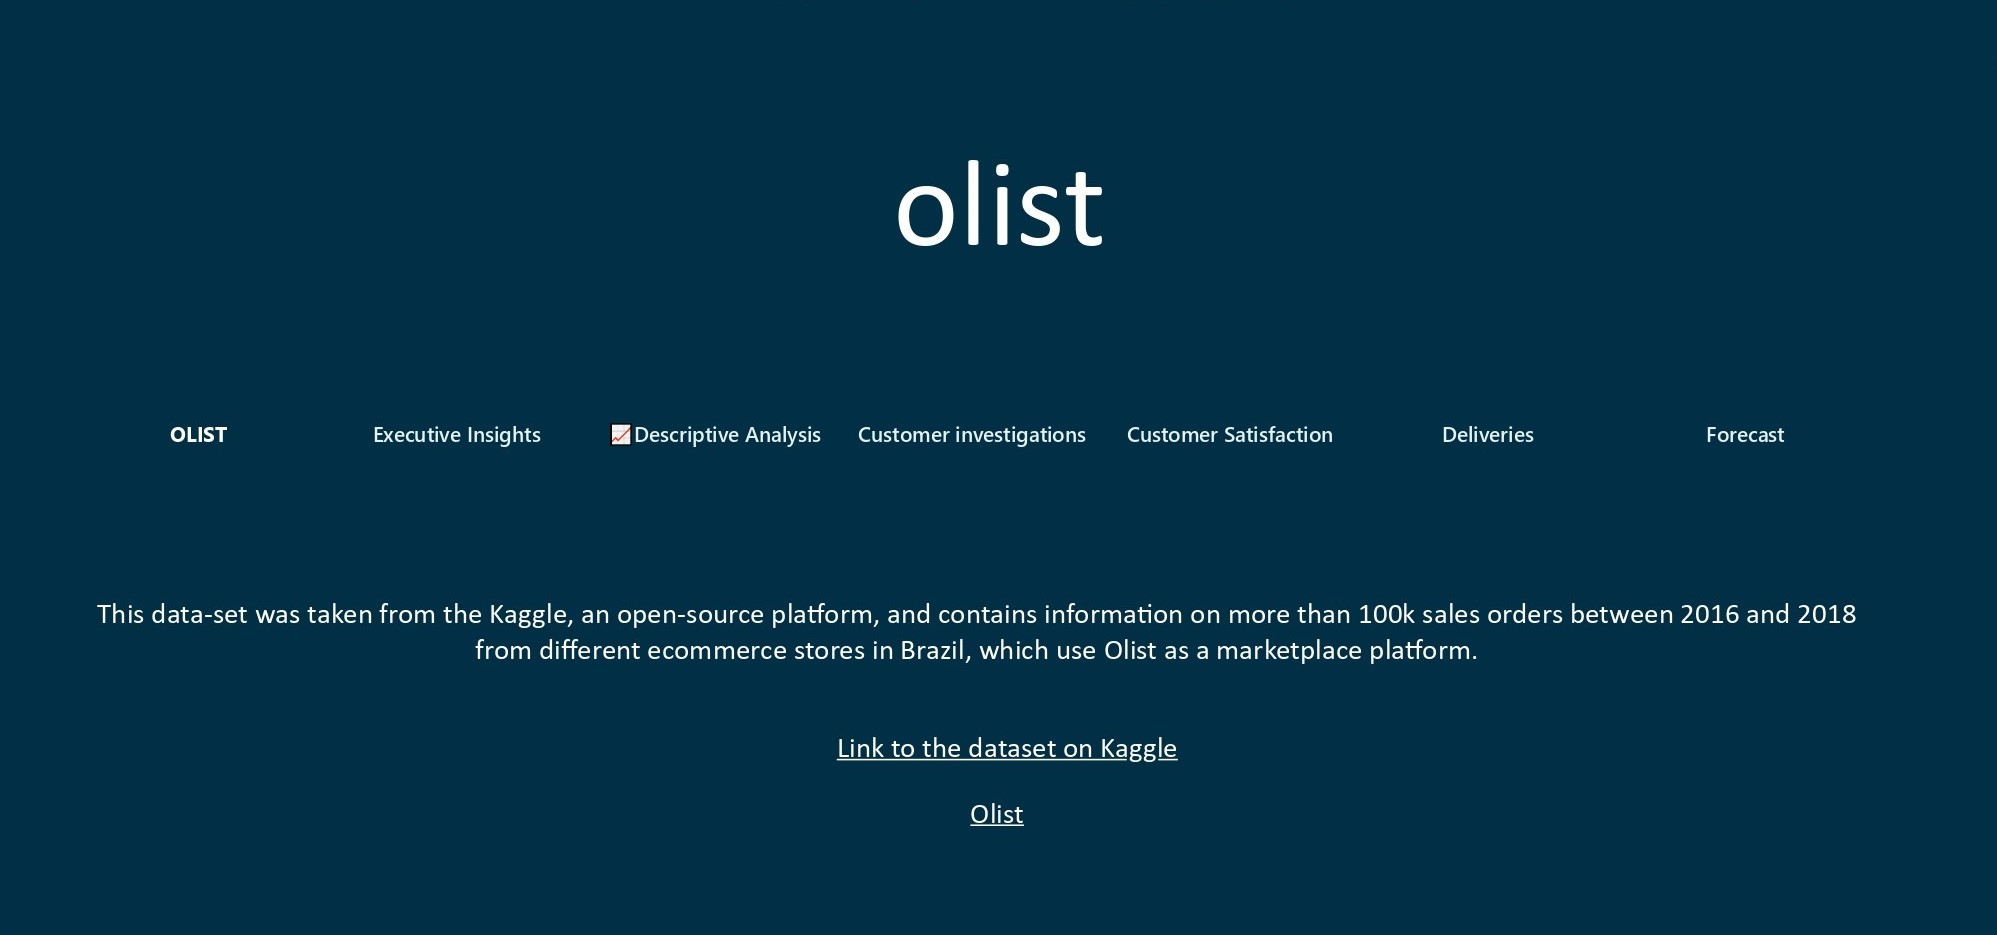 olist
OLIST Executive Insights 📈Descriptive Analysis Customer investigations Customer Satisfaction Deliveries Forecast
This data-set was taken from the Kaggle, an open-source platform, and contains information on more than 100k sales orders between 2016 and 2018
from different ecommerce stores in Brazil, which use Olist as a marketplace platform.
Link to the dataset on Kaggle
Olist